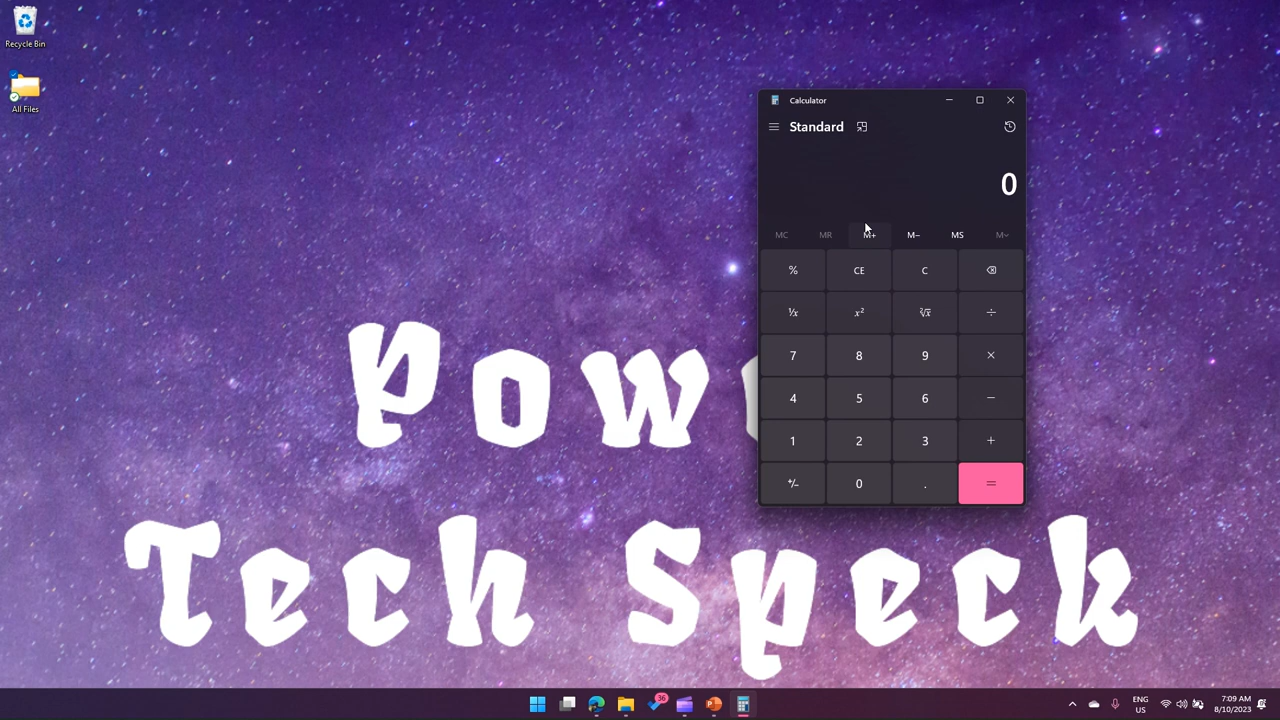 Recycle Bin
All Files
Calculator
Standard
0
MC MR M+ M− MS M˅
% CE C
¹/x x² ²√x ÷
7 8 9 ×
4 5 6 −
1 2 3 +
+/− 0 . =
Pow
Tech Speck
36
ENG
US
7:09 AM
8/10/2023